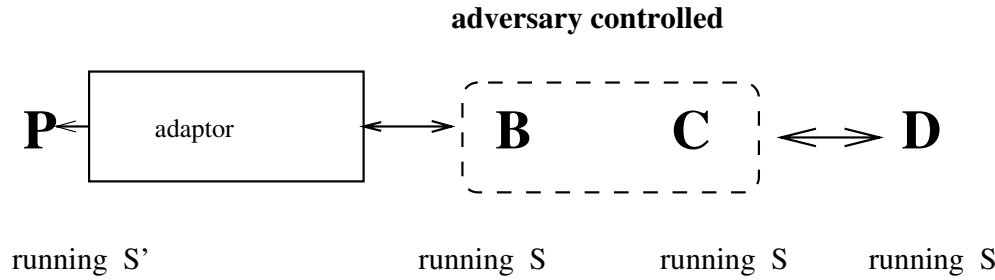 adversary controlled
P adaptor B C D
running S' running S running S running S